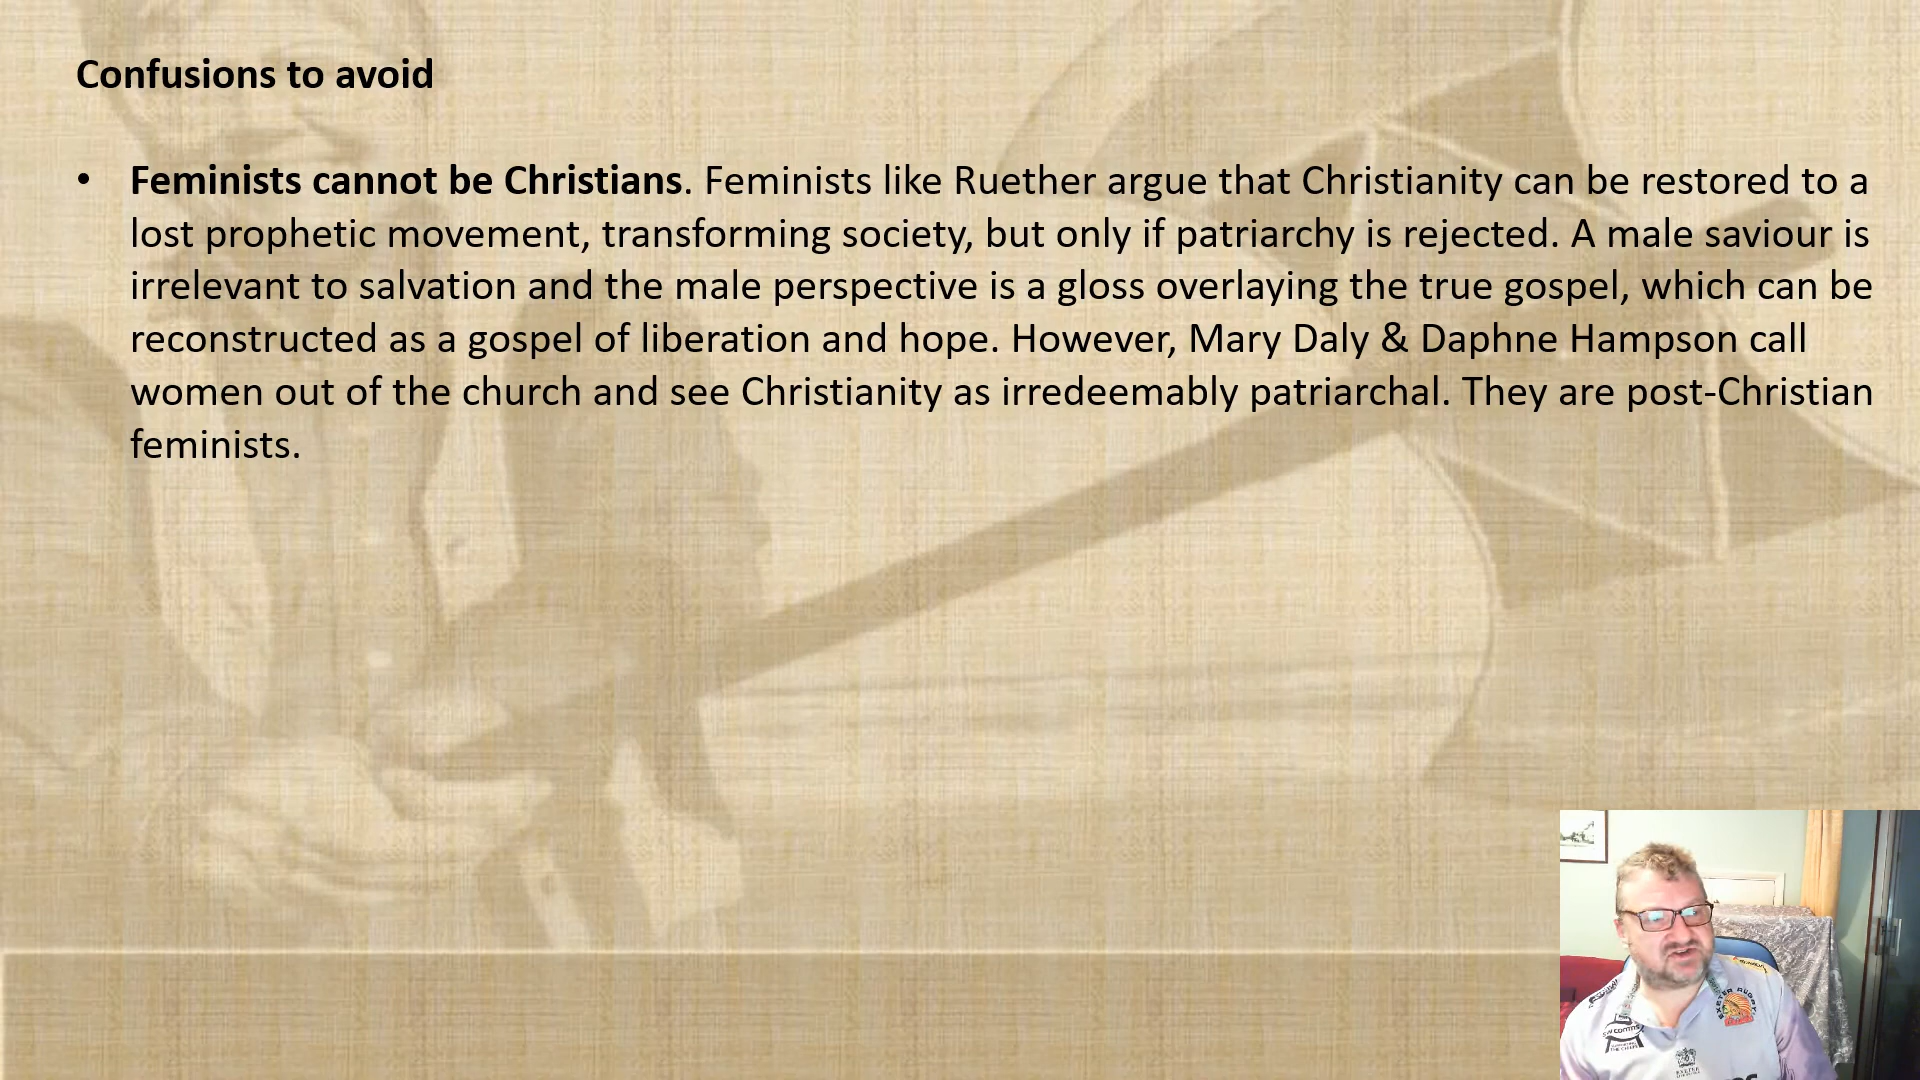 Confusions to avoid
• Feminists cannot be Christians. Feminists like Ruether argue that Christianity can be restored to a
lost prophetic movement, transforming society, but only if patriarchy is rejected. A male saviour is
irrelevant to salvation and the male perspective is a gloss overlaying the true gospel, which can be
reconstructed as a gospel of liberation and hope. However, Mary Daly & Daphne Hampson call
women out of the church and see Christianity as irredeemably patriarchal. They are post-Christian
feminists.
EXETER RUGBY